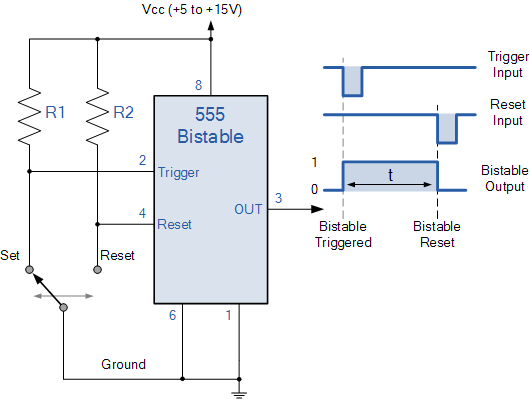 Vcc (+5 to +15V)
R1
R2
8
555
Bistable
2
Trigger
4
Reset
OUT
3
6
1
Set
Reset
Ground
Trigger
Input
Reset
Input
1
0
t
Bistable
Output
Bistable
Triggered
Bistable
Reset